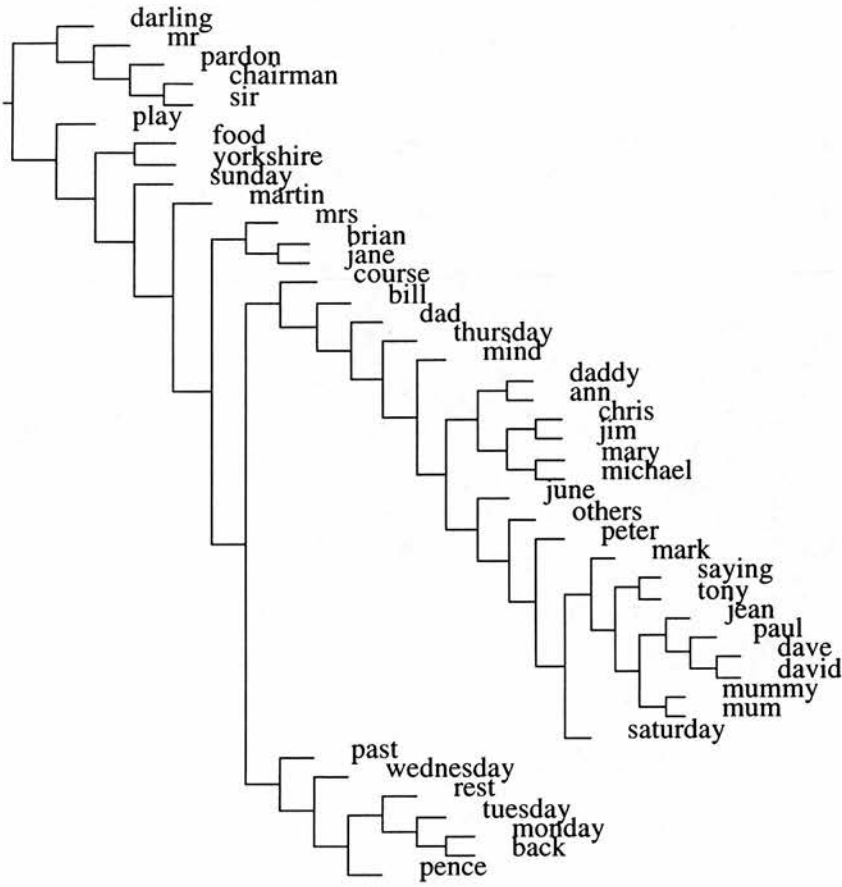 darling
mr
pardon
chairman
sir
play
food
yorkshire
sunday
martin
mrs
brian
jane
course
bill
dad
thursday
mind
daddy
ann
chris
jim
mary
michael
june
others
peter
mark
saying
tony
jean
paul
dave
david
mummy
mum
saturday
past
wednesday
rest
tuesday
monday
back
pence